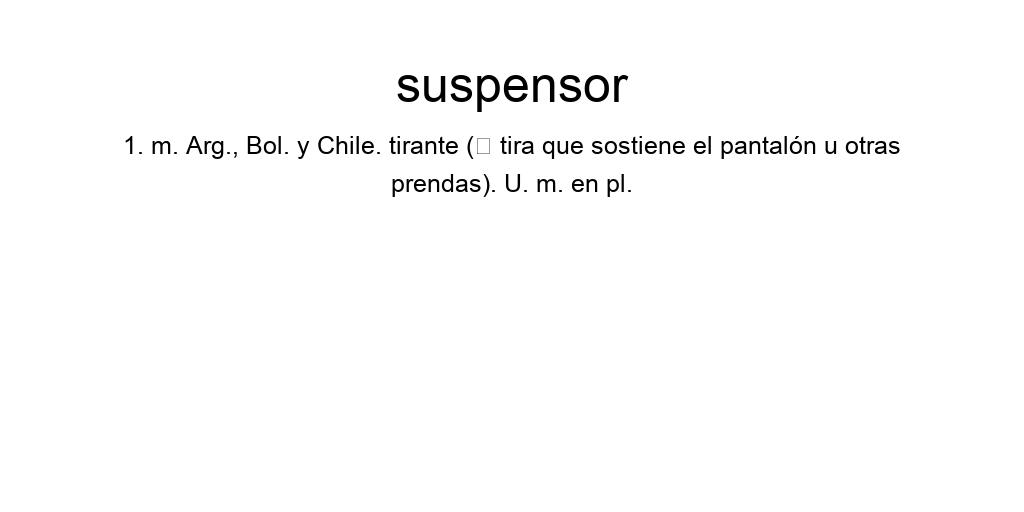 suspensor
1. m. Arg., Bol. y Chile. tirante (▯ tira que sostiene el pantalón u otras
prendas). U. m. en pl.